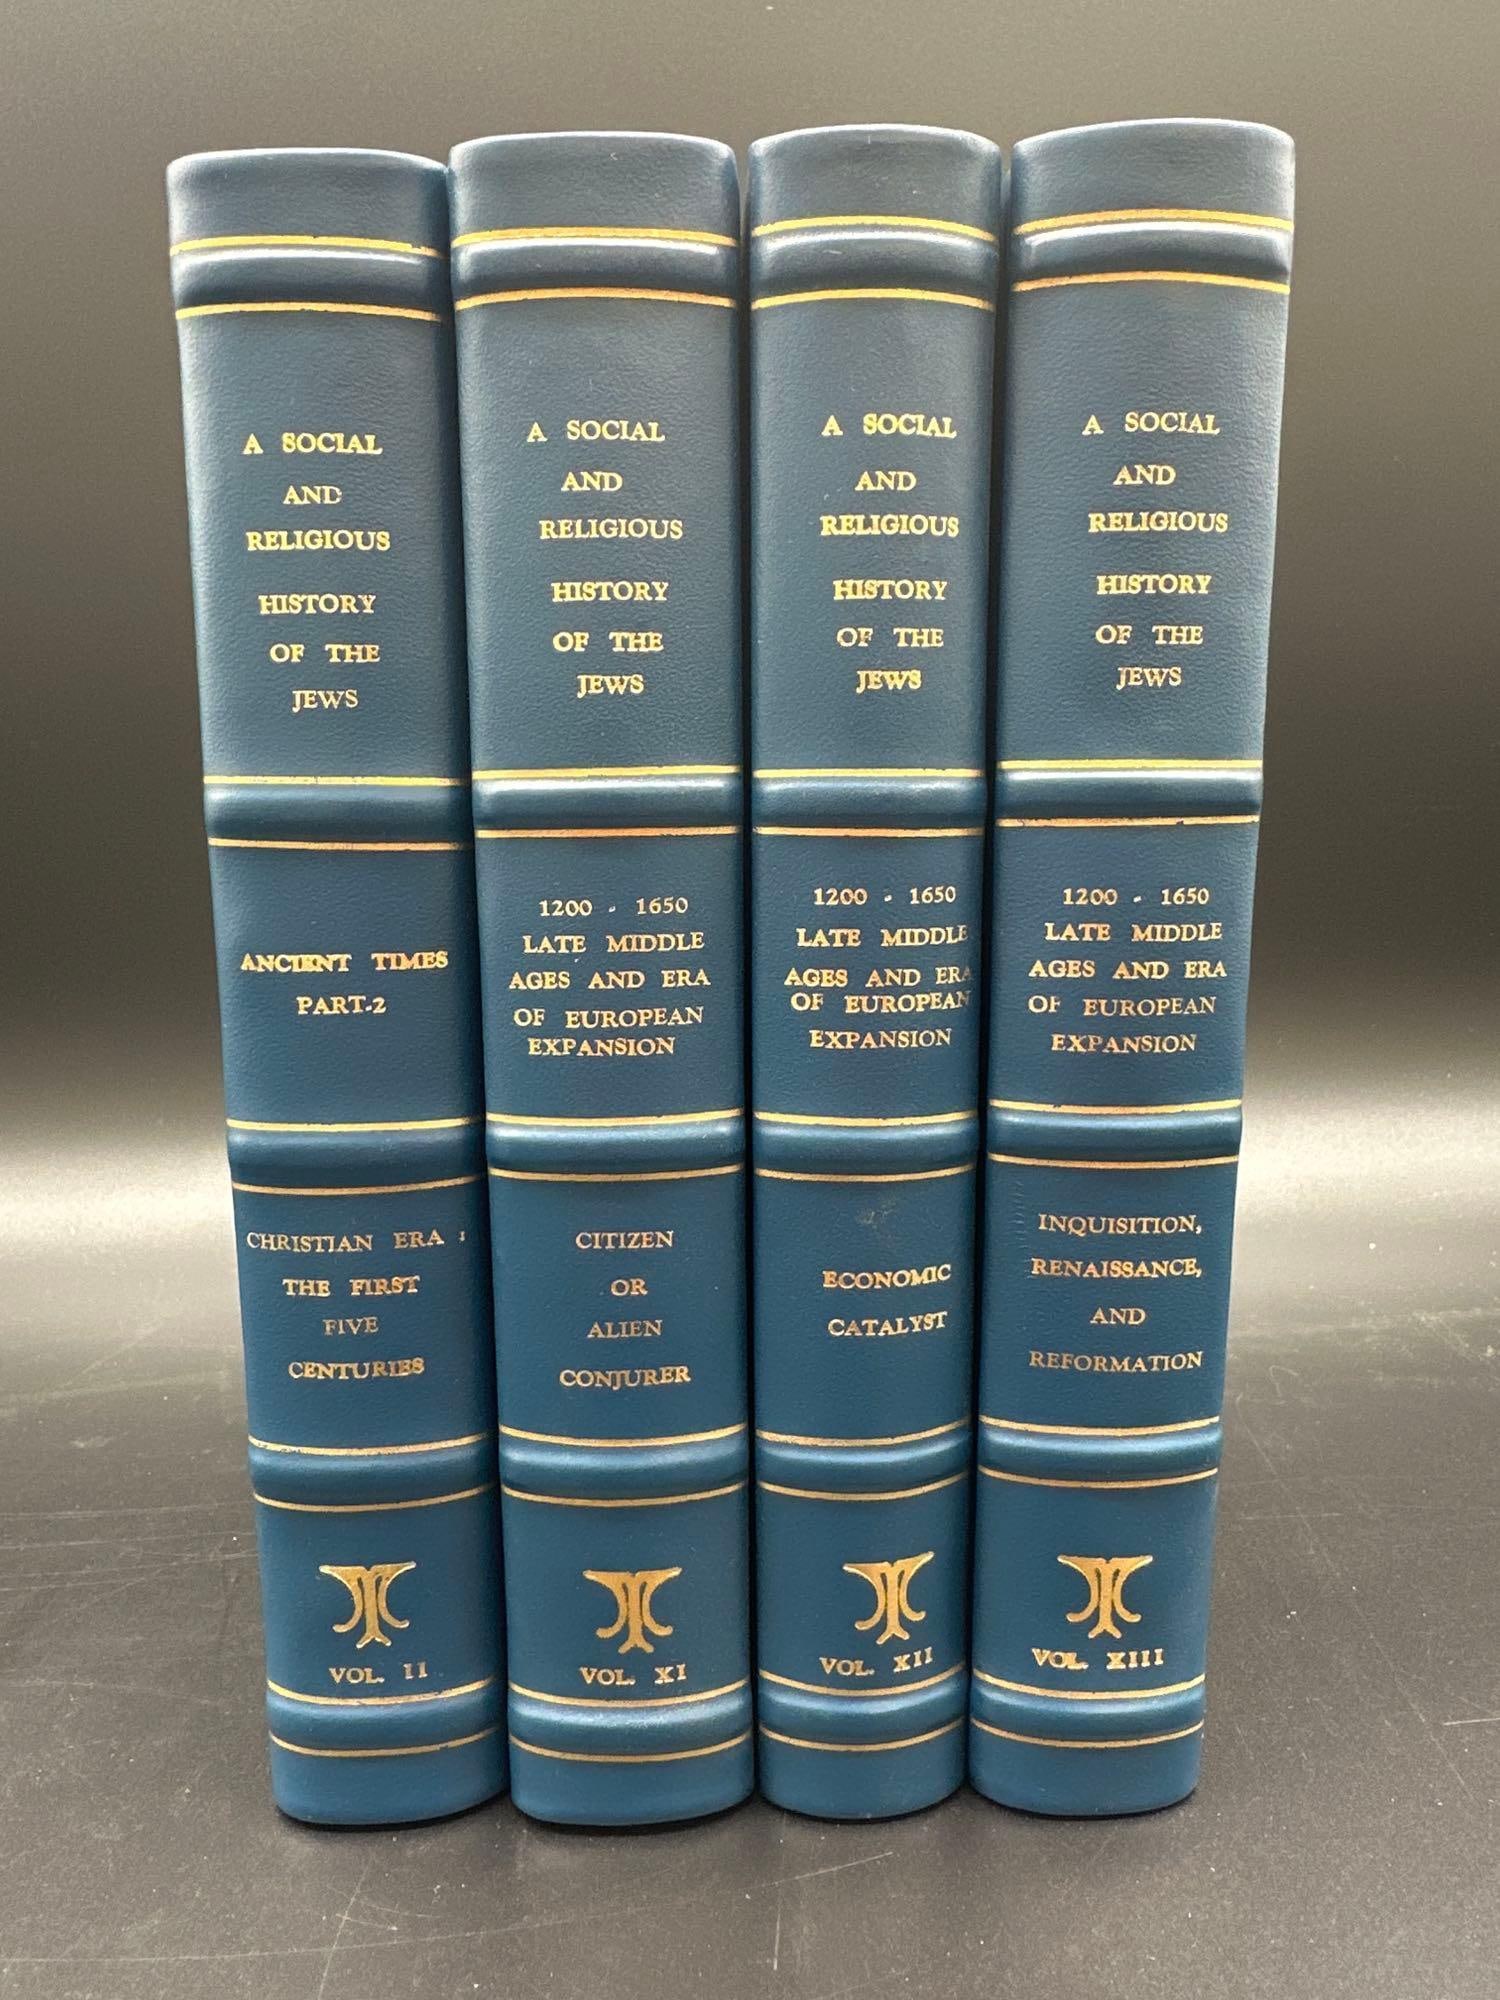 A SOCIAL
AND
RELIGIOUS
HISTORY
OF THE
JEWS
ANCIENT TIMES
PART-2
CHRISTIAN ERA :
THE FIRST
FIVE
CENTURIES
VOL. II
A SOCIAL
AND
RELIGIOUS
HISTORY
OF THE
JEWS
1200 - 1650
LATE MIDDLE
AGES AND ERA
OF EUROPEAN
EXPANSION
CITIZEN
OR
ALIEN
CONJURER
VOL. XI
A SOCIAL
AND
RELIGIOUS
HISTORY
OF THE
JEWS
1200 - 1650
LATE MIDDLE
AGES AND ERA
OF EUROPEAN
EXPANSION
ECONOMIC
CATALYST
VOL. XII
A SOCIAL
AND
RELIGIOUS
HISTORY
OF THE
JEWS
1200 - 1650
LATE MIDDLE
AGES AND ERA
OF EUROPEAN
EXPANSION
INQUISITION,
RENAISSANCE,
AND
REFORMATION
VOL. XIII